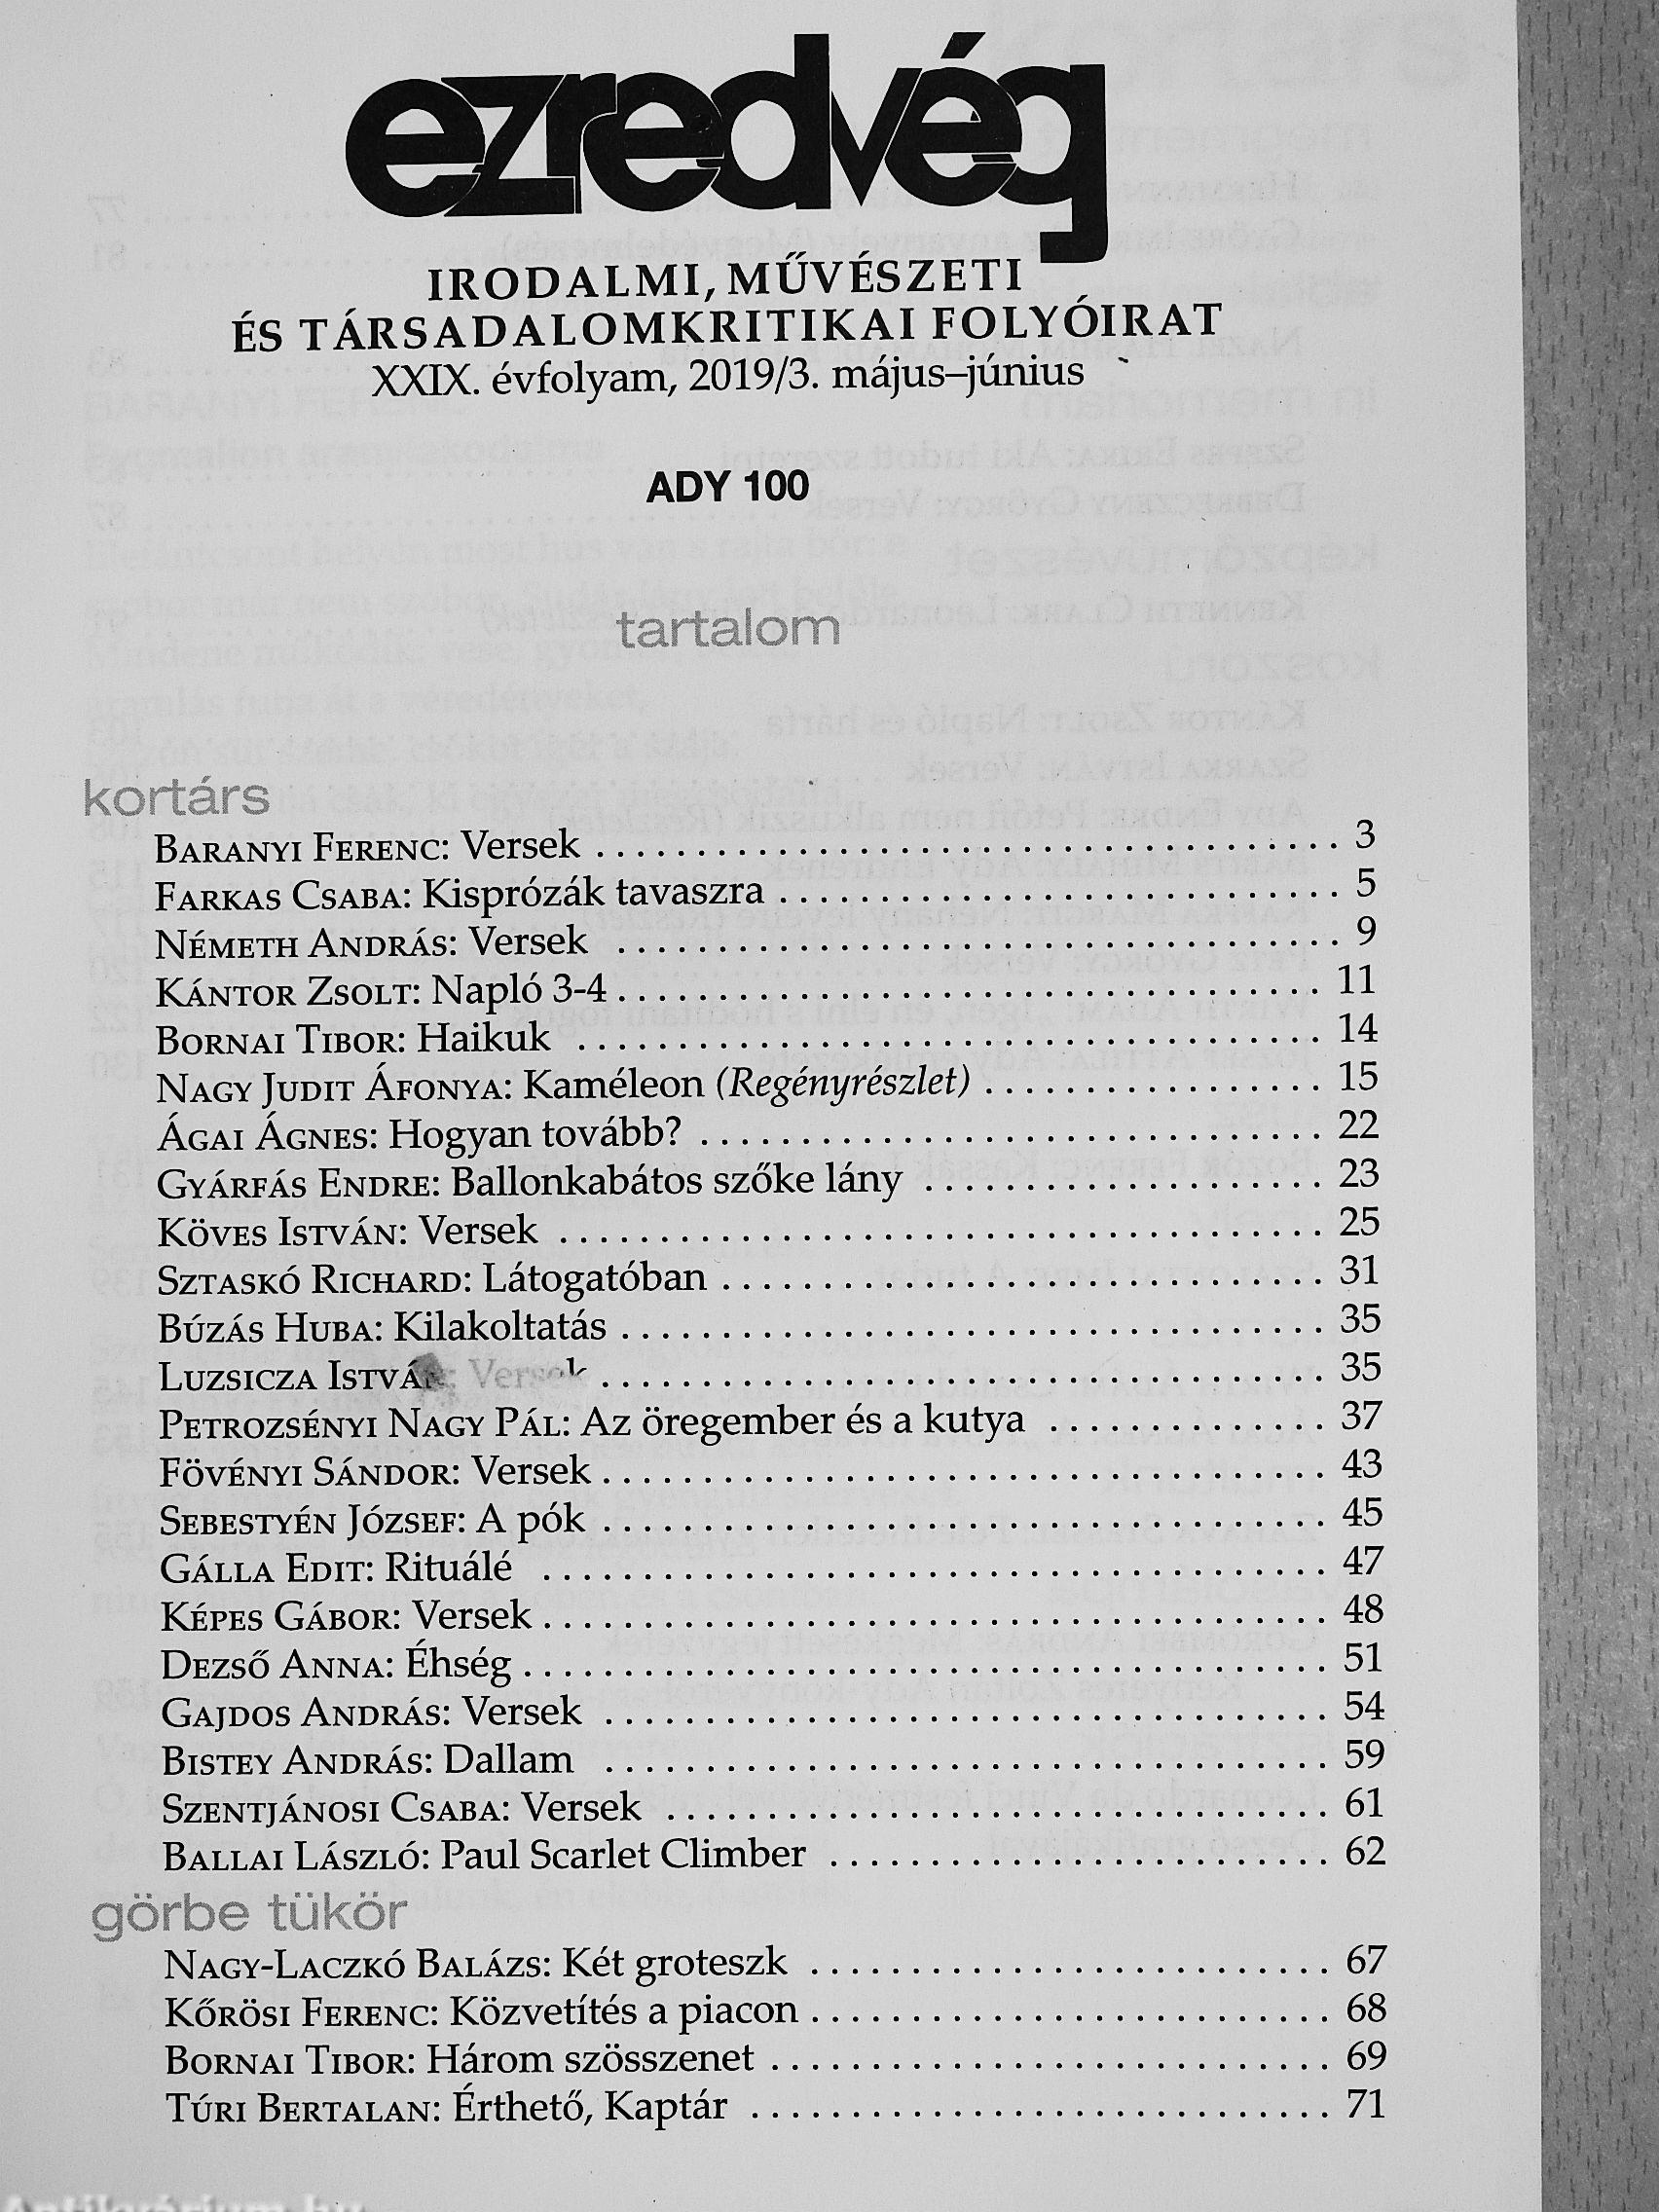 ezredvég
IRODALMI, MŰVÉSZETI
ÉS TÁRSADALOMKRITIKAI FOLYÓIRAT
XXIX. évfolyam, 2019/3. május–június
ADY 100
tartalom
kortárs
BARANYI FERENC: Versek . . . . . . . . . . 3
FARKAS CSABA: Kisprózák tavaszra . . . . . . . . . . 5
NÉMETH ANDRÁS: Versek . . . . . . . . . . 9
KÁNTOR ZSOLT: Napló 3-4 . . . . . . . . . . 11
BORNAI TIBOR: Haikuk . . . . . . . . . . 14
NAGY JUDIT ÁFONYA: Kaméleon (Regényrészlet) . . . . . . . . . . 15
ÁGAI ÁGNES: Hogyan tovább? . . . . . . . . . . 22
GYÁRFÁS ENDRE: Ballonkabátos szőke lány . . . . . . . . . . 23
KÖVES ISTVÁN: Versek . . . . . . . . . . 25
SZTASKÓ RICHARD: Látogatóban . . . . . . . . . . 31
BÚZÁS HUBA: Kilakoltatás . . . . . . . . . . 35
LUZSICZA ISTVÁN: Versek . . . . . . . . . . 35
PETROZSÉNYI NAGY PÁL: Az öregember és a kutya . . . . . . . . . . 37
FÖVÉNYI SÁNDOR: Versek . . . . . . . . . . 43
SEBESTYÉN JÓZSEF: A pók . . . . . . . . . . 45
GÁLLA EDIT: Rituálé . . . . . . . . . . 47
KÉPES GÁBOR: Versek . . . . . . . . . . 48
DEZSŐ ANNA: Éhség . . . . . . . . . . 51
GAJDOS ANDRÁS: Versek . . . . . . . . . . 54
BISTEY ANDRÁS: Dallam . . . . . . . . . . 59
SZENTJÁNOSI CSABA: Versek . . . . . . . . . . 61
BALLAI LÁSZLÓ: Paul Scarlet Climber . . . . . . . . . . 62
görbe tükör
NAGY-LACZKÓ BALÁZS: Két groteszk . . . . . . . . . . 67
KŐRÖSI FERENC: Közvetítés a piacon . . . . . . . . . . 68
BORNAI TIBOR: Három szösszenet . . . . . . . . . . 69
TÚRI BERTALAN: Érthető, Kaptár . . . . . . . . . . 71